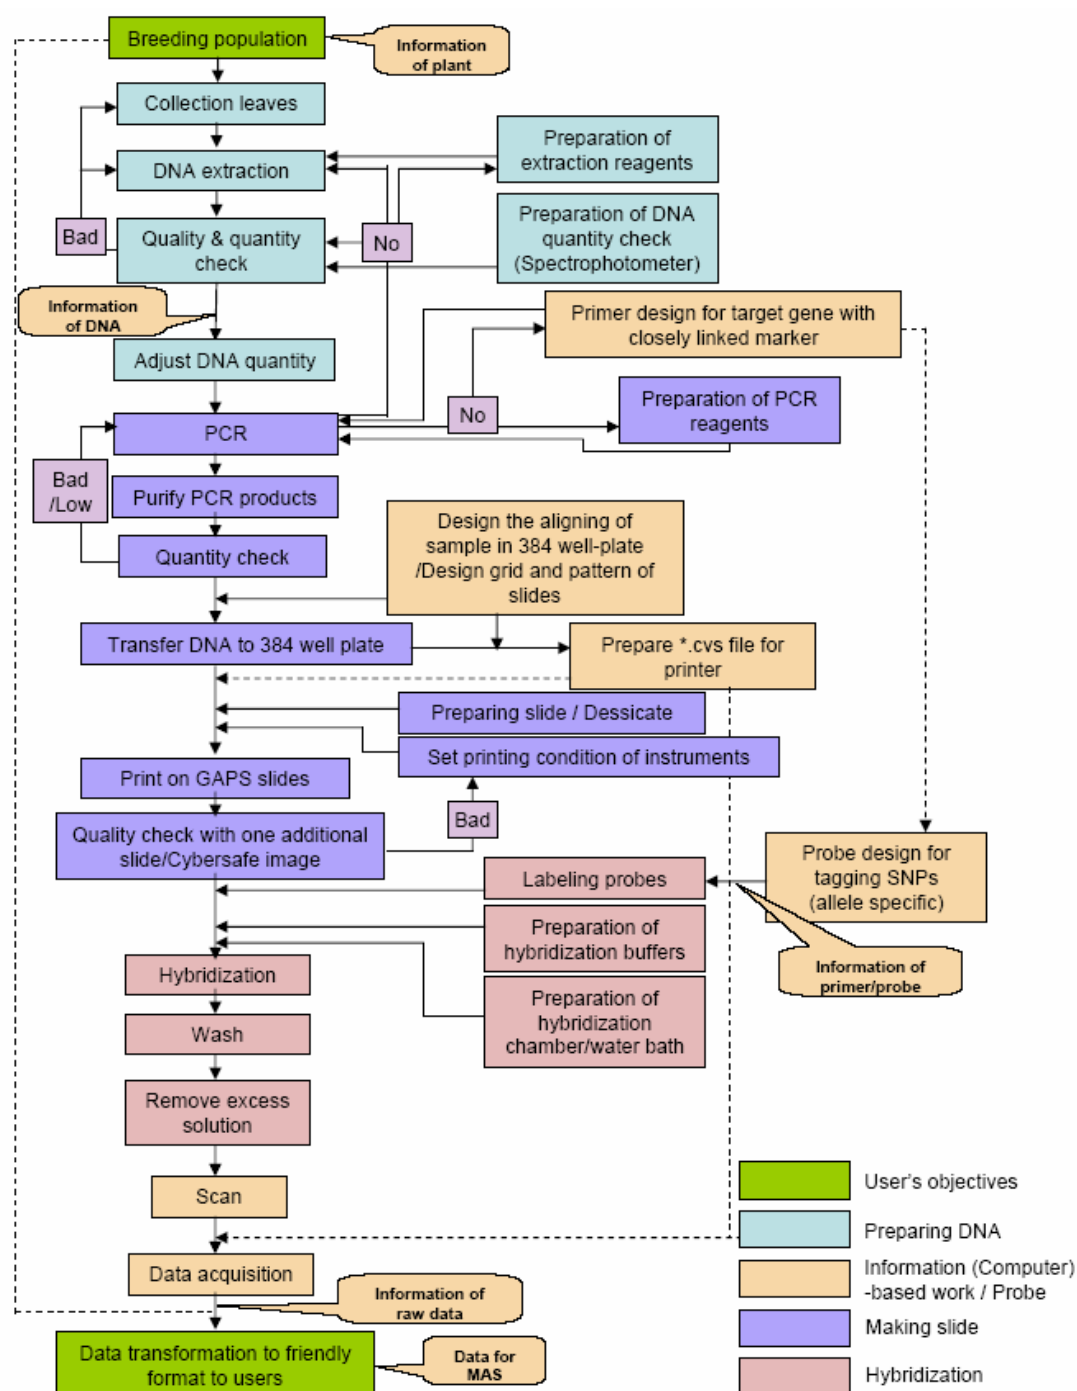 Breeding population
Information
of plant
Collection leaves
Preparation of
extraction reagents
DNA extraction
Bad
Quality & quantity
check
No
Preparation of DNA
quantity check
(Spectrophotometer)
Information
of DNA
Primer design for target gene with
closely linked marker
Adjust DNA quantity
No
Preparation of PCR
reagents
PCR
Bad
/Low
Purify PCR products
Quantity check
Design the aligning of
sample in 384 well-plate
/Design grid and pattern of
slides
Transfer DNA to 384 well plate
Prepare *.cvs file for
printer
Preparing slide / Dessicate
Set printing condition of instruments
Print on GAPS slides
Bad
Quality check with one additional
slide/Cybersafe image
Labeling probes
Probe design for
tagging SNPs
(allele specific)
Preparation of
hybridization buffers
Information of
primer/probe
Hybridization
Preparation of
hybridization
chamber/water bath
Wash
Remove excess
solution
Scan
Data acquisition
Information of
raw data
Data transformation to friendly
format to users
Data for
MAS
User's objectives
Preparing DNA
Information (Computer)
-based work / Probe
Making slide
Hybridization